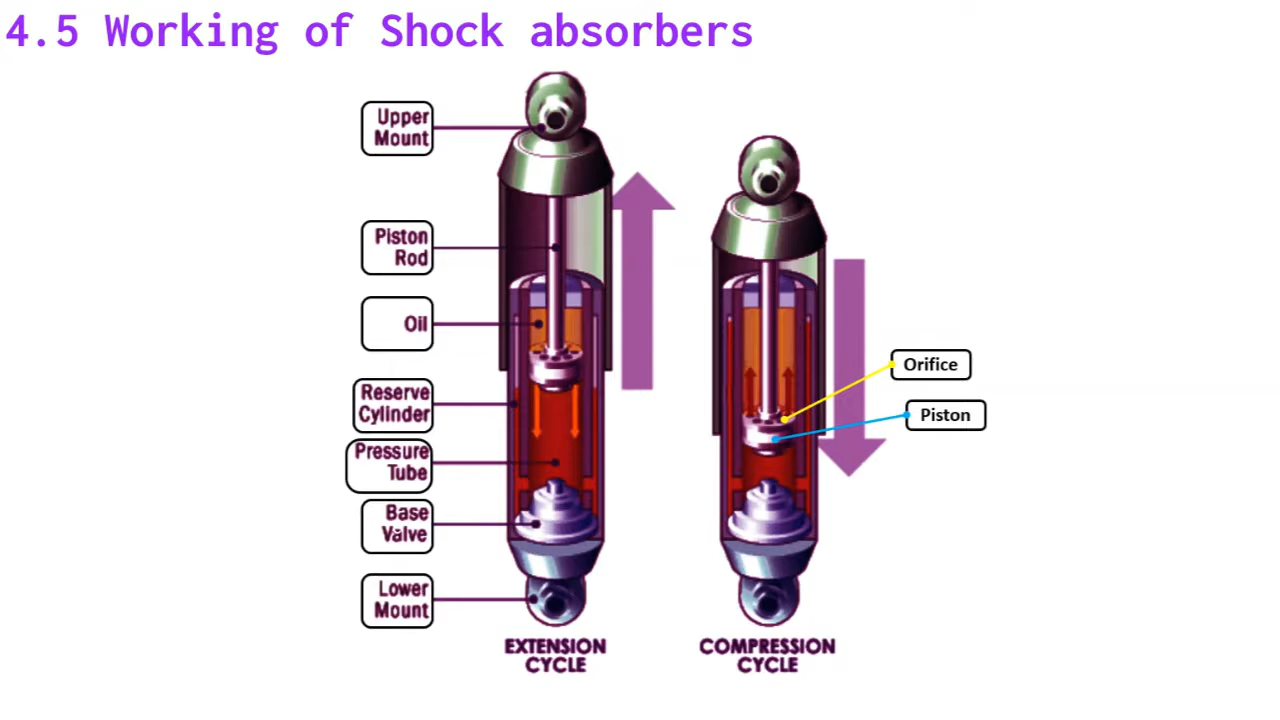 4.5 Working of Shock absorbers
Upper
Mount
Piston
Rod
Oil
Reserve
Cylinder
Pressure
Tube
Base
Valve
Lower
Mount
Orifice
Piston
EXTENSION
CYCLE
COMPRESSION
CYCLE